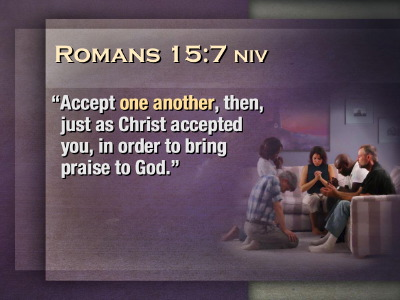 Romans 15:7 NIV
“Accept one another, then,
just as Christ accepted
you, in order to bring
praise to God.”